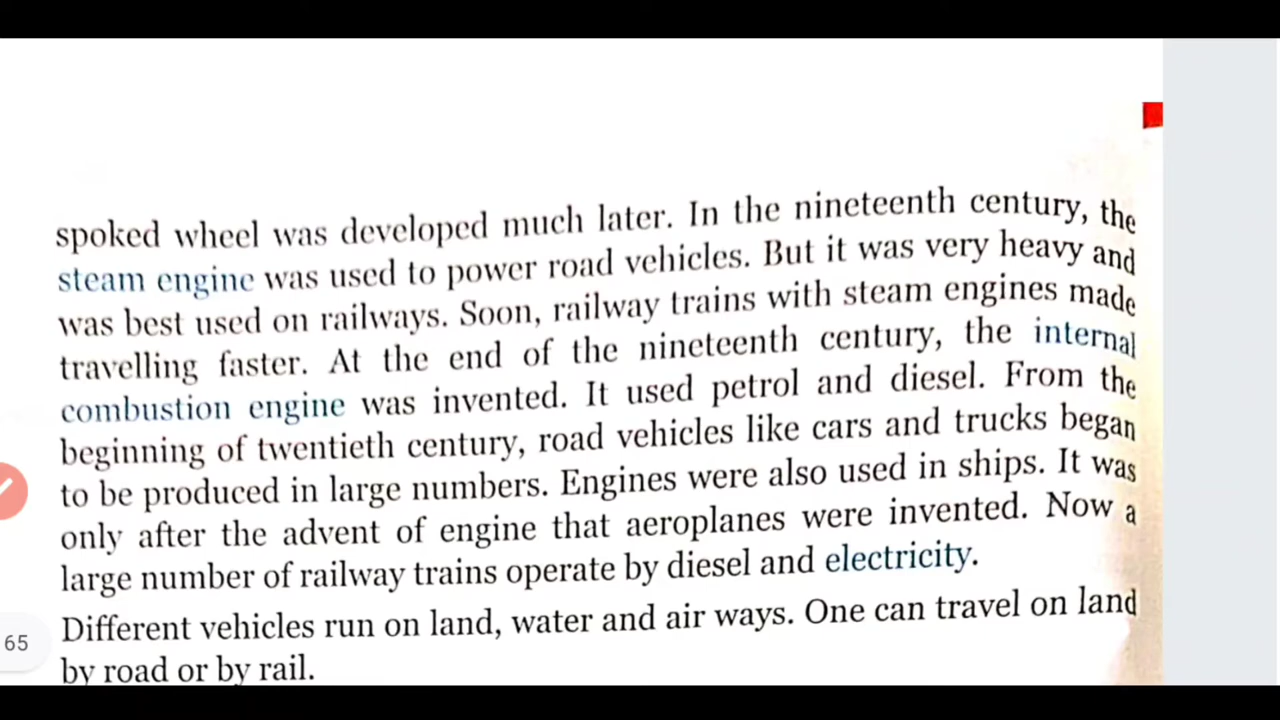 spoked wheel was developed much later. In the nineteenth century, the
steam engine was used to power road vehicles. But it was very heavy and
was best used on railways. Soon, railway trains with steam engines made
travelling faster. At the end of the nineteenth century, the internal
combustion engine was invented. It used petrol and diesel. From the
beginning of twentieth century, road vehicles like cars and trucks began
to be produced in large numbers. Engines were also used in ships. It was
only after the advent of engine that aeroplanes were invented. Now a
large number of railway trains operate by diesel and electricity.
Different vehicles run on land, water and air ways. One can travel on land
by road or by rail.
65